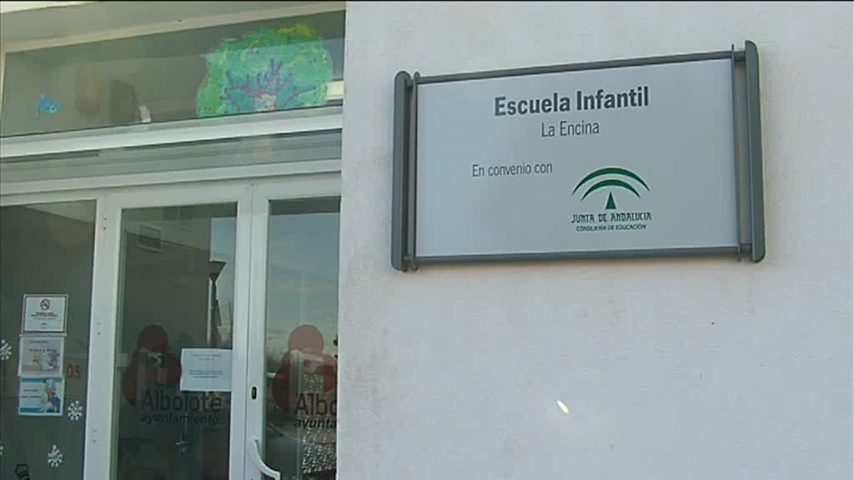 Escuela Infantil
La Encina
En convenio con
JUNTA DE ANDALUCIA
CONSEJERÍA DE EDUCACIÓN
Albolote
ayuntamiento
Albo
ayunta